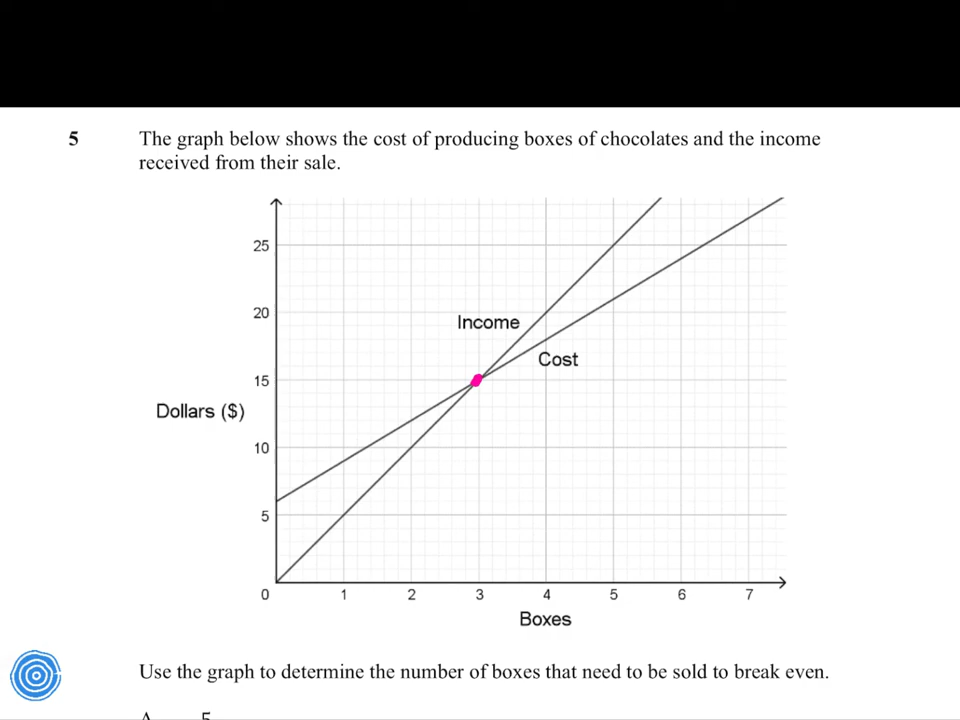 5 The graph below shows the cost of producing boxes of chocolates and the income
received from their sale.
25
20
Income
Cost
15
Dollars ($)
10
5
0 1 2 3 4 5 6 7
Boxes
Use the graph to determine the number of boxes that need to be sold to break even.
A 5